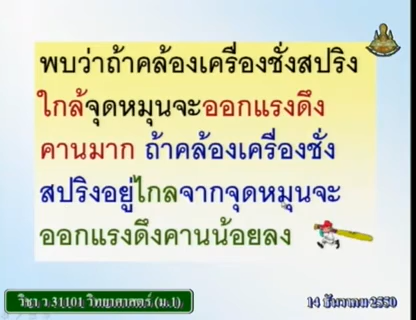 พบว่าถ้าคล้องเครื่องชั่งสปริง
ใกล้จุดหมุนจะออกแรงดึง
คานมาก ถ้าคล้องเครื่องชั่ง
สปริงอยู่ไกลจากจุดหมุนจะ
ออกแรงดึงคานน้อยลง
วิชา ว 31101 วิทยาศาสตร์ (ม.1)
14 ธันวาคม 2550